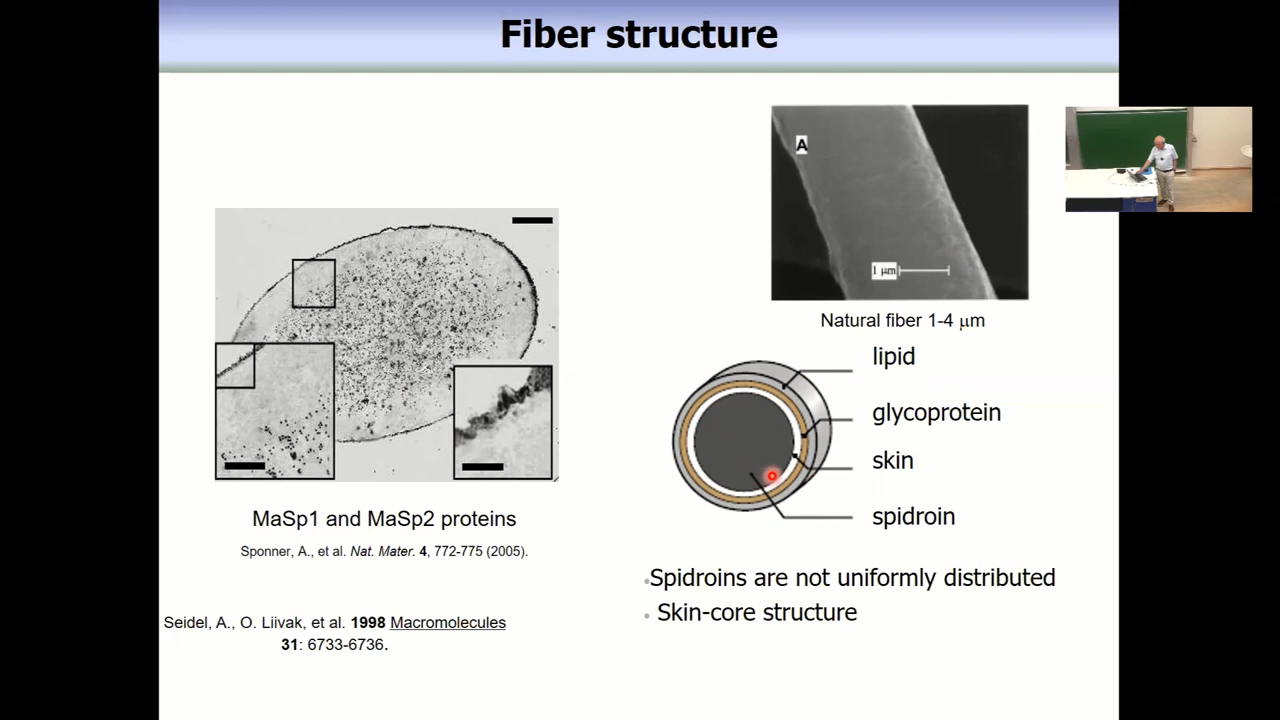 Fiber structure
A
1 μm
Natural fiber 1-4 μm
lipid
glycoprotein
skin
spidroin
MaSp1 and MaSp2 proteins
Sponner, A., et al. Nat. Mater. 4, 772-775 (2005).
•Spidroins are not uniformly distributed
• Skin-core structure
Seidel, A., O. Liivak, et al. 1998 Macromolecules
31: 6733-6736.